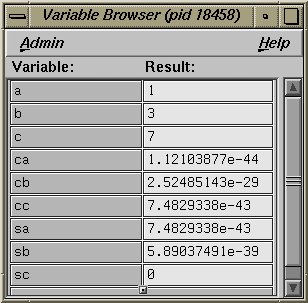 Variable Browser (pid 18458)
Admin Help
Variable: Result:
a 1
b 3
c 7
ca 1.12103877e-44
cb 2.52485143e-29
cc 7.4829338e-43
sa 7.4829338e-43
sb 5.89037491e-39
sc 0